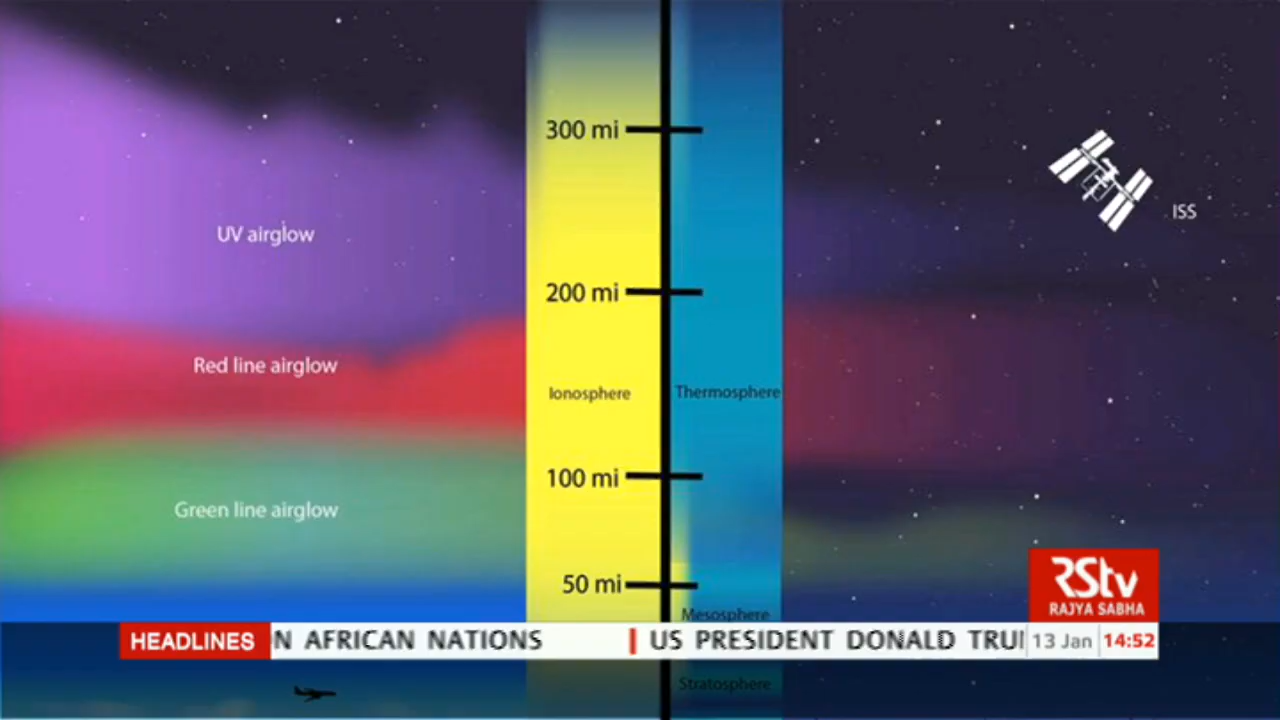 300 mi
ISS
UV airglow
200 mi
Red line airglow
Ionosphere
Thermosphere
100 mi
Green line airglow
50 mi
RStv
RAJYA SABHA
Mesosphere
HEADLINES
N AFRICAN NATIONS
US PRESIDENT DONALD TRU
13 Jan
14:52
Stratosphere